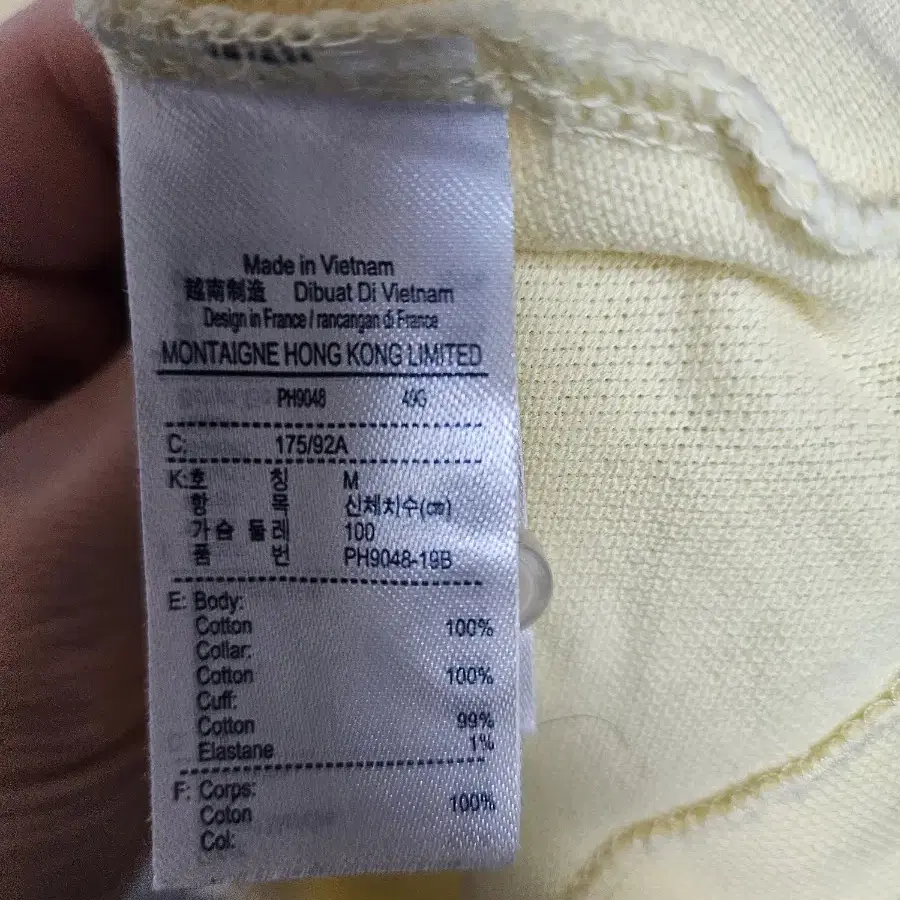 Made in Vietnam
越南制造 Dibuat Di Vietnam
Design in France / rancangan di France
MONTAIGNE HONG KONG LIMITED
PH9048 49G
C: 175/92A
K: 호 칭 M
항 목 신체치수(㎝)
가슴 둘레 100
품 번 PH9048-19B
E: Body:
Cotton 100%
Collar:
Cotton 100%
Cuff:
Cotton 99%
Elastane 1%
F: Corps:
Coton 100%
Col: